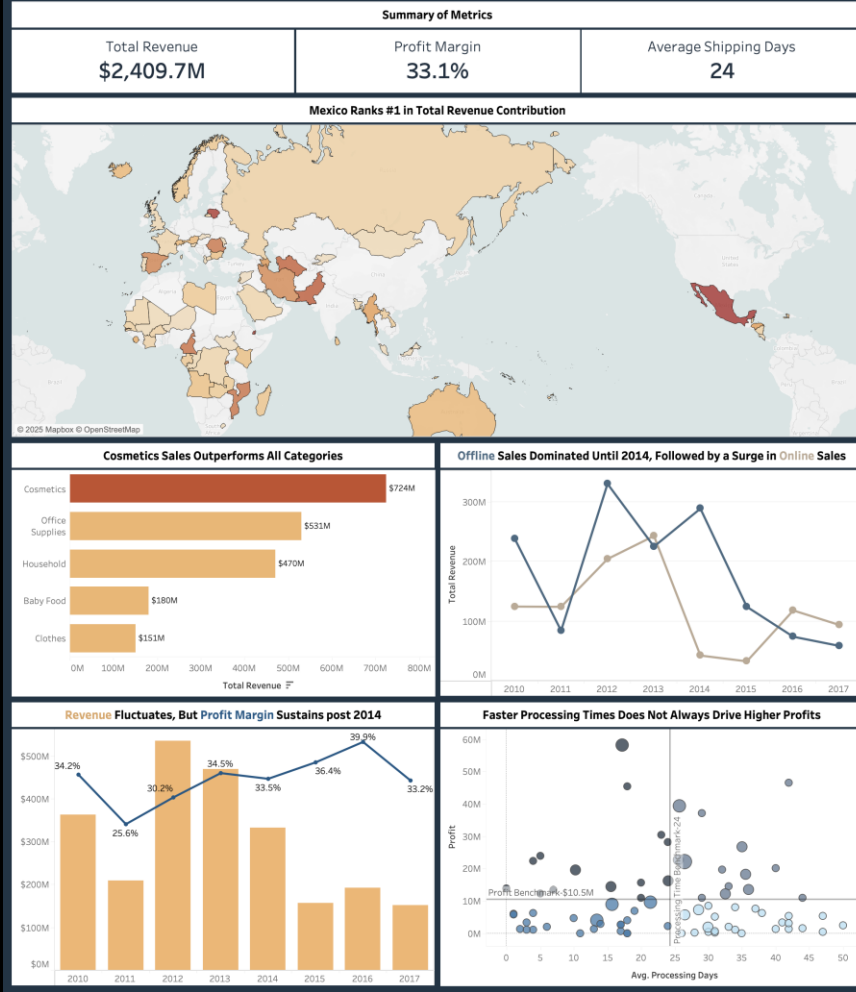 Summary of Metrics
Total Revenue
$2,409.7M
Profit Margin
33.1%
Average Shipping Days
24
Mexico Ranks #1 in Total Revenue Contribution
United
States
China
Algeria
Egypt
Brazil
© 2025 Mapbox © OpenStreetMap
Cosmetics Sales Outperforms All Categories
Cosmetics
$724M
Office
Supplies
$531M
Household
$470M
Baby Food
$180M
Clothes
$151M
0M 100M 200M 300M 400M 500M 600M 700M 800M
Total Revenue
Offline Sales Dominated Until 2014, Followed by a Surge in Online Sales
Total Revenue
300M
200M
100M
0M
2010 2011 2012 2013 2014 2015 2016 2017
Revenue Fluctuates, But Profit Margin Sustains post 2014
$500M
$400M
$300M
$200M
$100M
$0M
34.2%
25.6%
30.2%
34.5%
33.5%
36.4%
39.9%
33.2%
2010 2011 2012 2013 2014 2015 2016 2017
Faster Processing Times Does Not Always Drive Higher Profits
Profit
60M
50M
40M
30M
20M
10M
0M
Profit Benchmark-$10.5M
Processing Time Benchmark-24
0 5 10 15 20 25 30 35 40 45 50
Avg. Processing Days